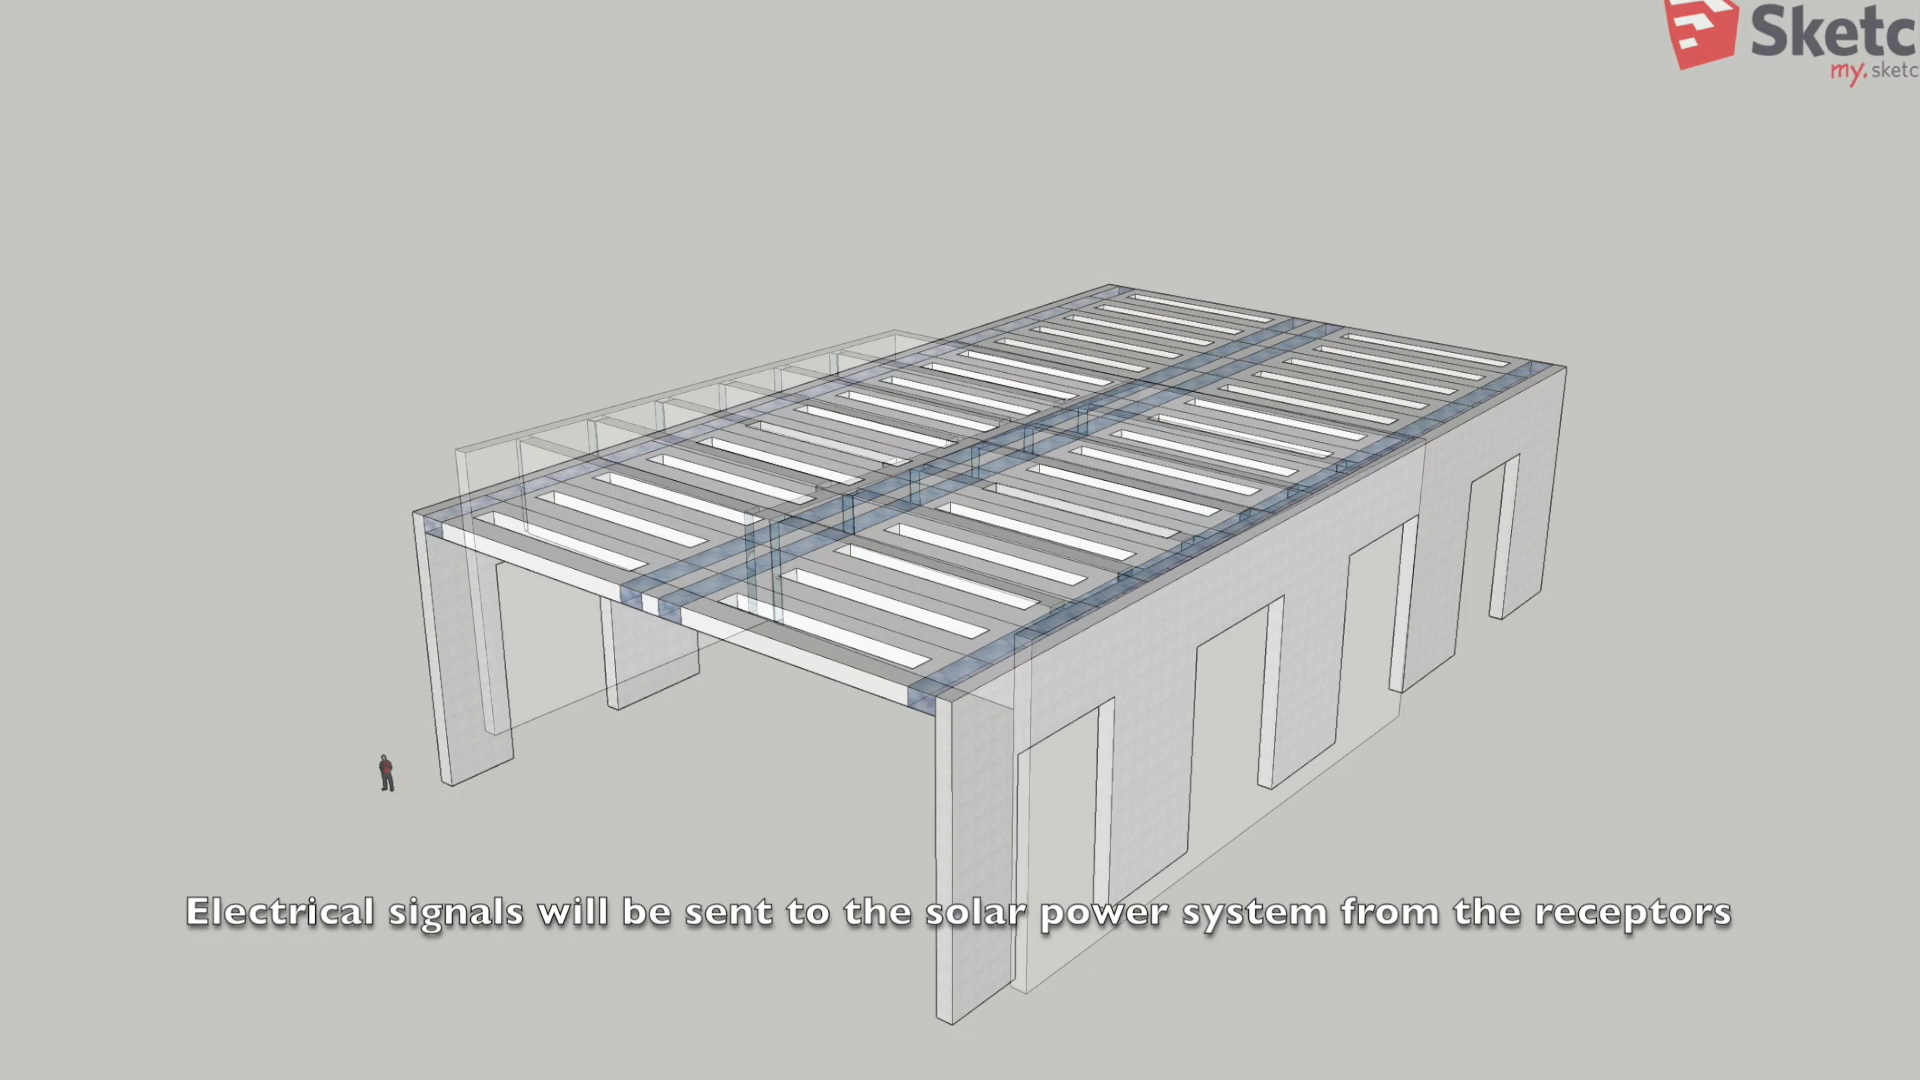 Sketc
my.sketc
Electrical signals will be sent to the solar power system from the receptors